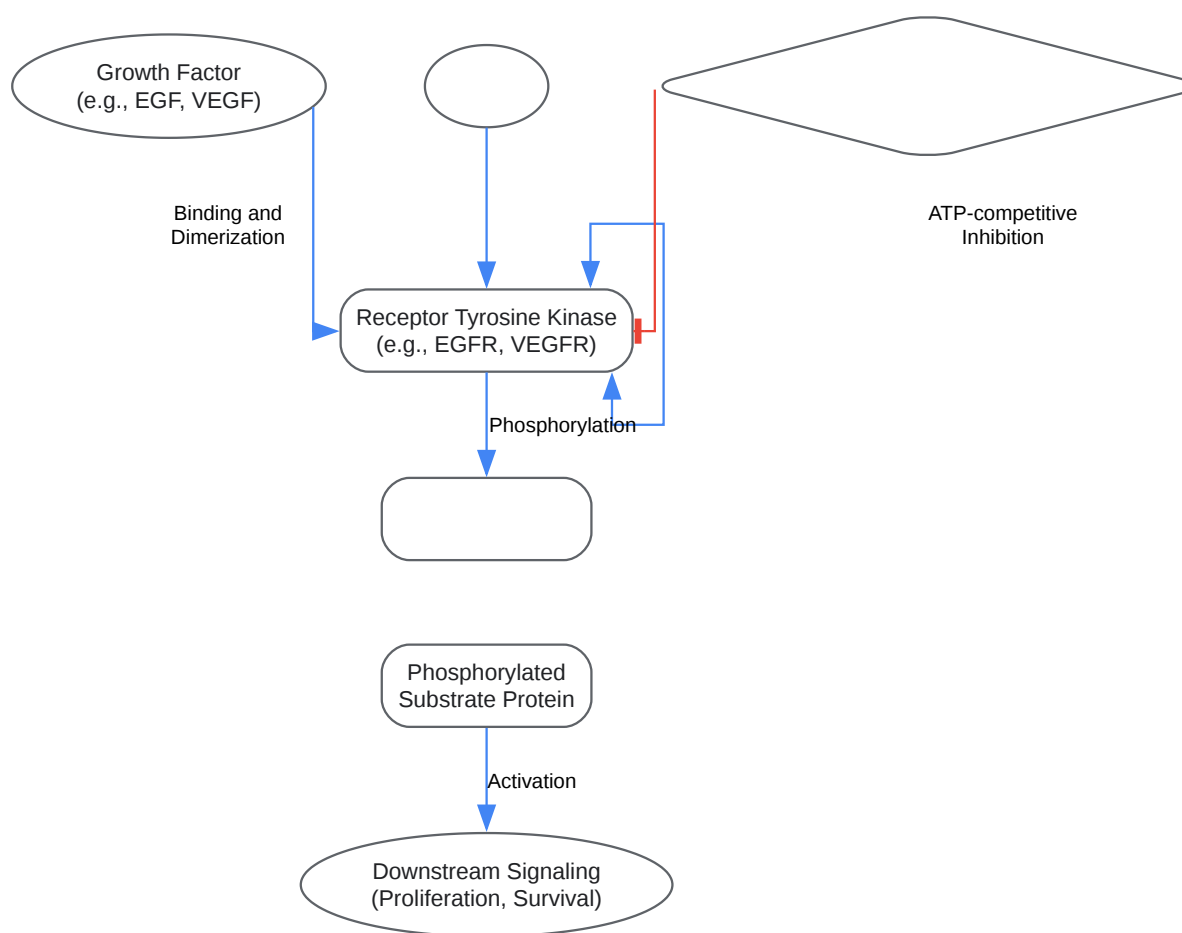 Growth Factor
(e.g., EGF, VEGF)
Binding and
Dimerization
ATP-competitive
Inhibition
Receptor Tyrosine Kinase
(e.g., EGFR, VEGFR)
Phosphorylation
Phosphorylated
Substrate Protein
Activation
Downstream Signaling
(Proliferation, Survival)